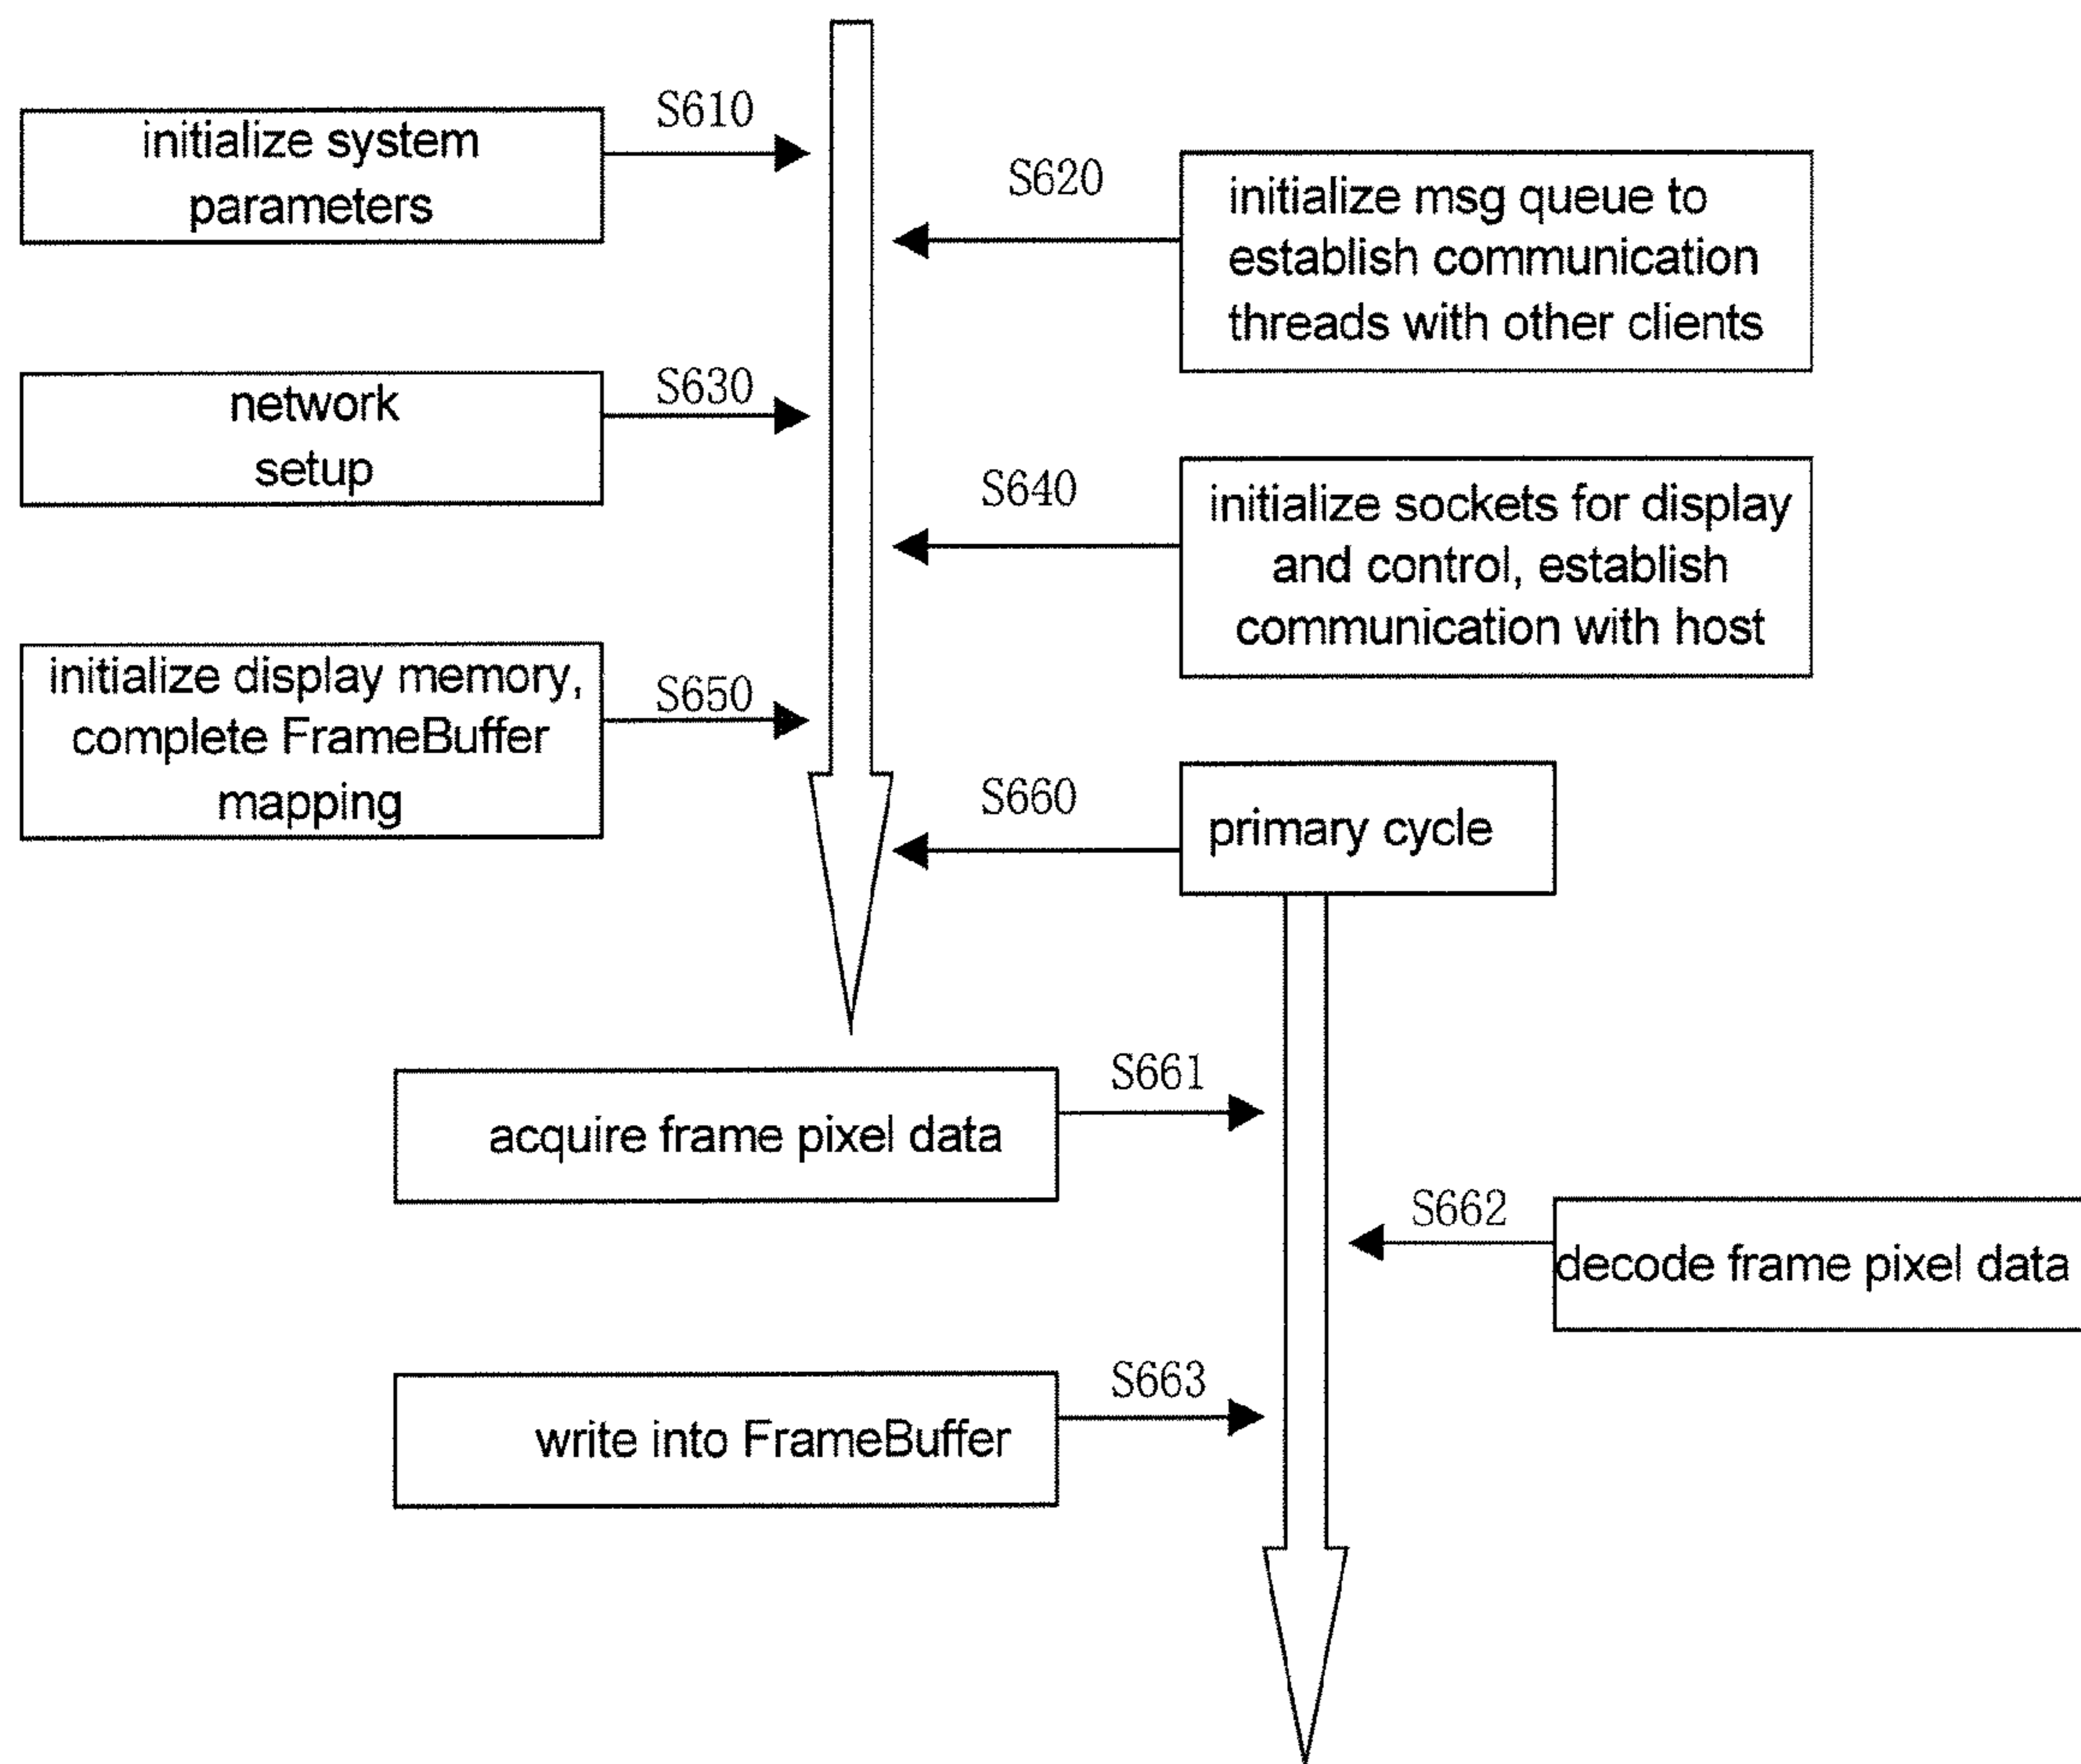 S610
initialize system
parameters
S620
initialize msg queue to
establish communication
threads with other clients
S630
network
setup
S640
initialize sockets for display
and control, establish
communication with host
S650
initialize display memory,
complete FrameBuffer
mapping
S660
primary cycle
S661
acquire frame pixel data
S662
decode frame pixel data
S663
write into FrameBuffer